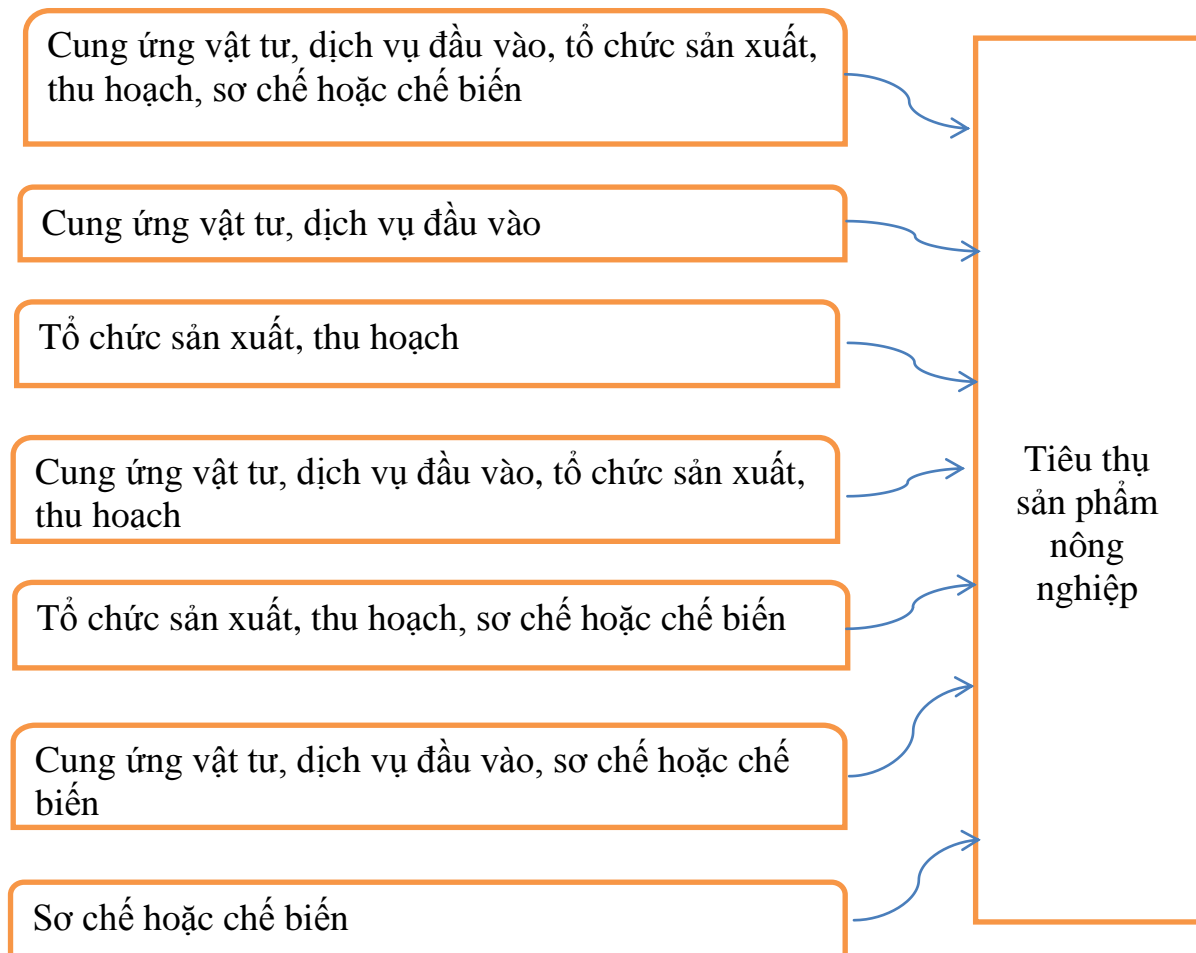 Cung ứng vật tư, dịch vụ đầu vào, tổ chức sản xuất,
thu hoạch, sơ chế hoặc chế biến
Cung ứng vật tư, dịch vụ đầu vào
Tổ chức sản xuất, thu hoạch
Cung ứng vật tư, dịch vụ đầu vào, tổ chức sản xuất,
thu hoạch
Tổ chức sản xuất, thu hoạch, sơ chế hoặc chế biến
Cung ứng vật tư, dịch vụ đầu vào, sơ chế hoặc chế
biến
Sơ chế hoặc chế biến
Tiêu thụ
sản phẩm
nông
nghiệp